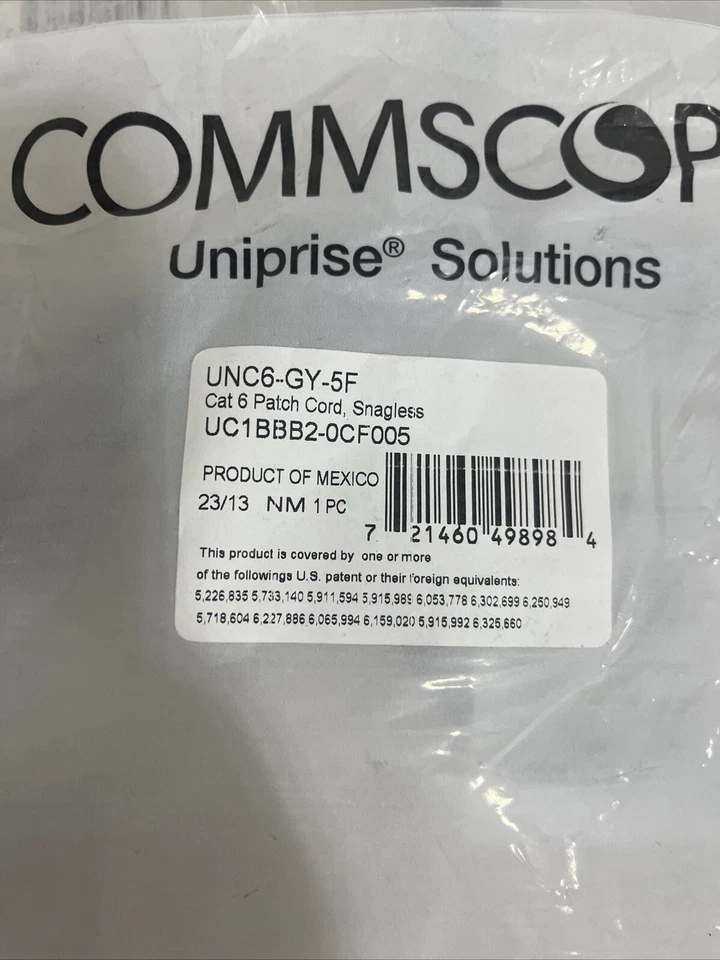 COMMSCOP
Uniprise® Solutions
UNC6-GY-5F
Cat 6 Patch Cord, Snagless
UC1BBB2-0CF005
PRODUCT OF MEXICO
23/13 NM 1 PC
7 21460 49898 4
This product is covered by one or more
of the followings U.S. patent or their foreign equivalents:
5,226,835 5,733,140 5,911,594 5,915,989 6,053,778 6,302,699 6,250,949
5,718,604 6,227,886 6,065,994 6,159,020 5,915,992 6,325,660